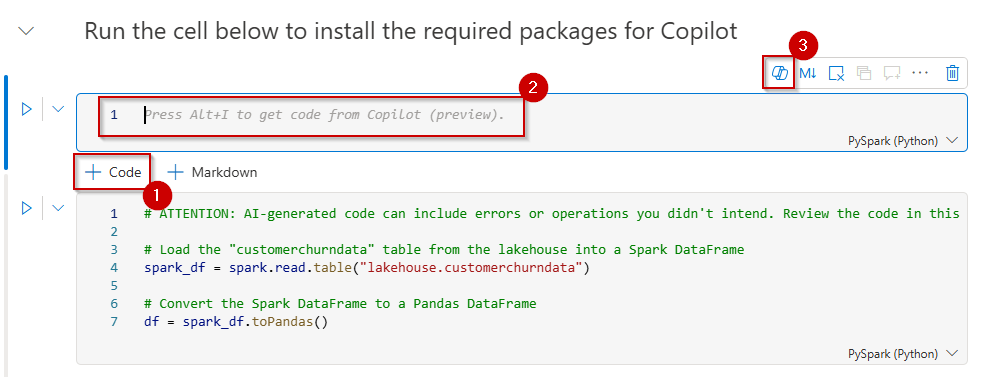 Run the cell below to install the required packages for Copilot
3
M↓
2
1 Press Alt+I to get code from Copilot (preview).
PySpark (Python)
+ Code + Markdown
1
1 # ATTENTION: AI-generated code can include errors or operations you didn't intend. Review the code in this
2
3 # Load the "customerchurndata" table from the lakehouse into a Spark DataFrame
4 spark_df = spark.read.table("lakehouse.customerchurndata")
5
6 # Convert the Spark DataFrame to a Pandas DataFrame
7 df = spark_df.toPandas()
PySpark (Python)